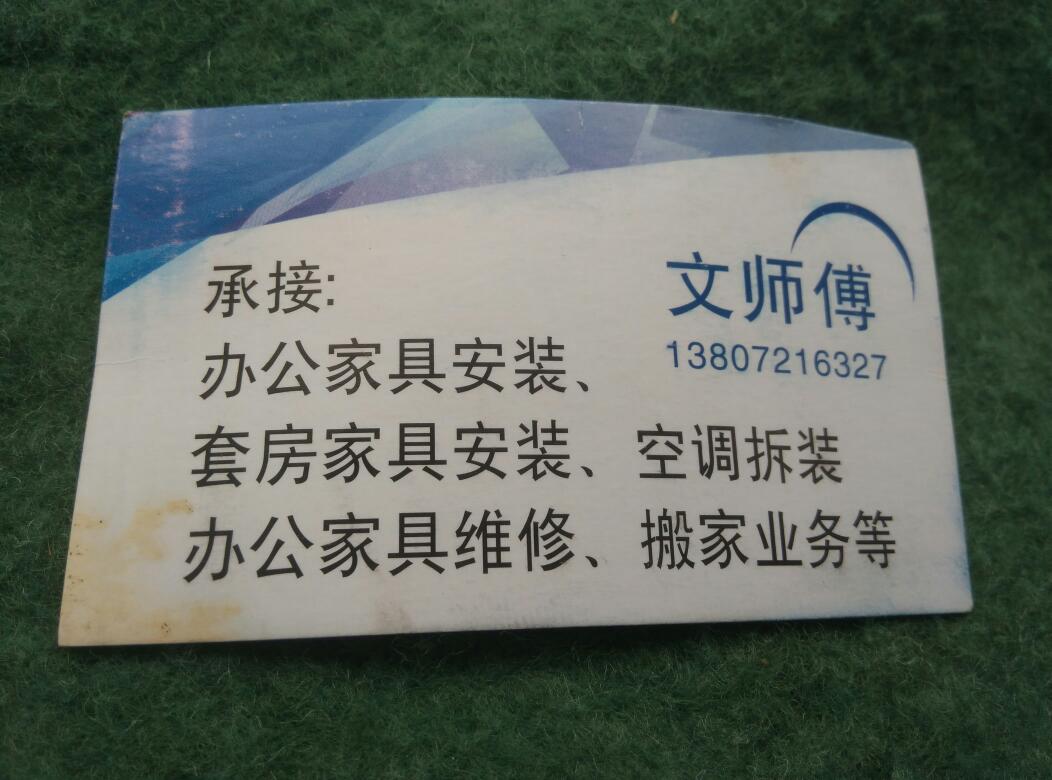 承接:
文师傅
13807216327
办公家具安装、
套房家具安装、空调拆装
办公家具维修、搬家业务等